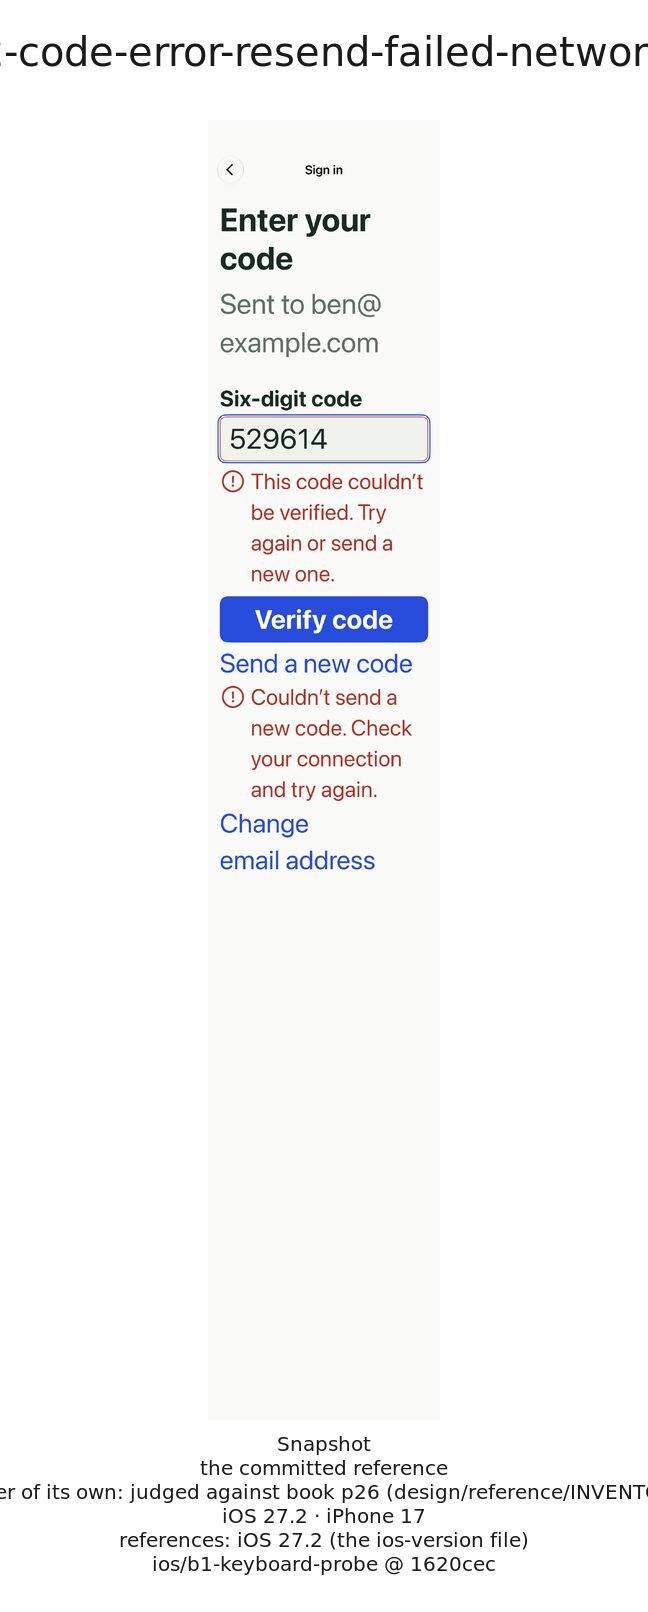 -code-error-resend-failed-networ
Sign in
Enter your
code
Sent to ben@
example.com
Six-digit code
529614
This code couldn’t
be verified. Try
again or send a
new one.
Verify code
Send a new code
Couldn’t send a
new code. Check
your connection
and try again.
Change
email address
Snapshot
the committed reference
er of its own: judged against book p26 (design/reference/INVENTO
iOS 27.2 · iPhone 17
references: iOS 27.2 (the ios-version file)
ios/b1-keyboard-probe @ 1620cec